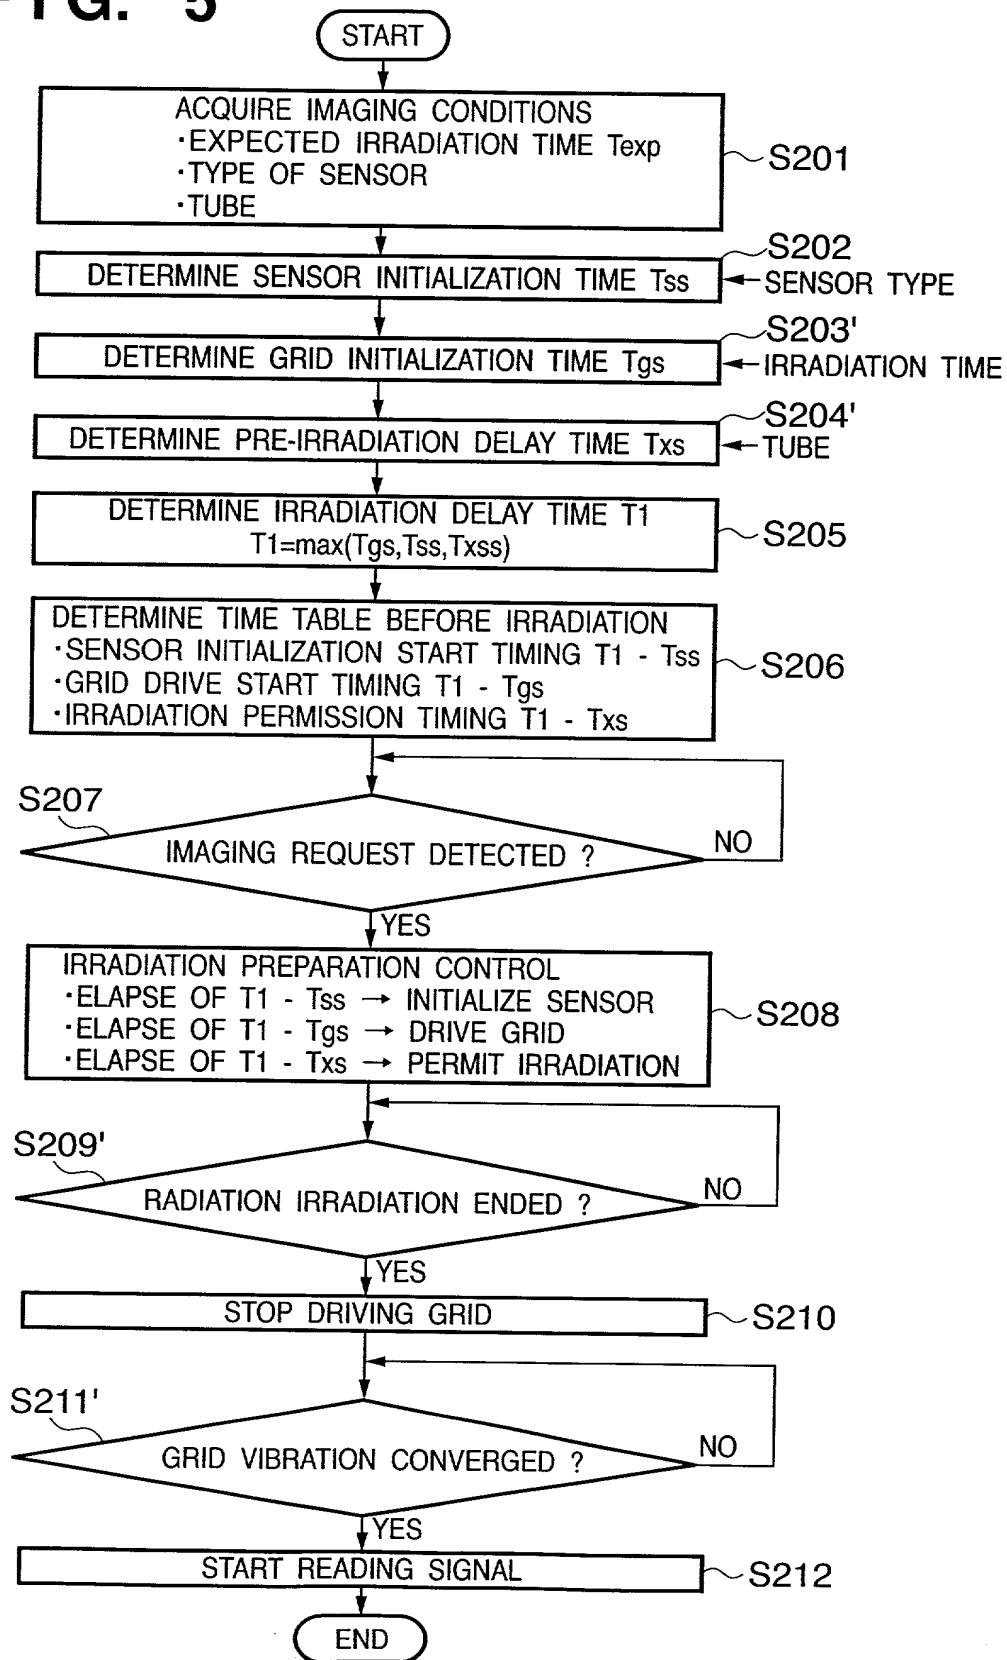 FG. 5
START
ACQUIRE IMAGING CONDITIONS
·EXPECTED IRRADIATION TIME Texp
·TYPE OF SENSOR
·TUBE
S201
S202
DETERMINE SENSOR INITIALIZATION TIME Tss
SENSOR TYPE
S203'
DETERMINE GRID INITIALIZATION TIME Tgs
IRRADIATION TIME
S204'
DETERMINE PRE-IRRADIATION DELAY TIME Txs
TUBE
DETERMINE IRRADIATION DELAY TIME T1
T1=max(Tgs,Tss,Txss)
S205
DETERMINE TIME TABLE BEFORE IRRADIATION
·SENSOR INITIALIZATION START TIMING T1 - Tss
·GRID DRIVE START TIMING T1 - Tgs
·IRRADIATION PERMISSION TIMING T1 - Txs
S206
S207
IMAGING REQUEST DETECTED ?
NO
YES
IRRADIATION PREPARATION CONTROL
·ELAPSE OF T1 - Tss → INITIALIZE SENSOR
·ELAPSE OF T1 - Tgs → DRIVE GRID
·ELAPSE OF T1 - Txs → PERMIT IRRADIATION
S208
S209'
RADIATION IRRADIATION ENDED ?
NO
YES
STOP DRIVING GRID
S210
S211'
GRID VIBRATION CONVERGED ?
NO
YES
START READING SIGNAL
S212
END